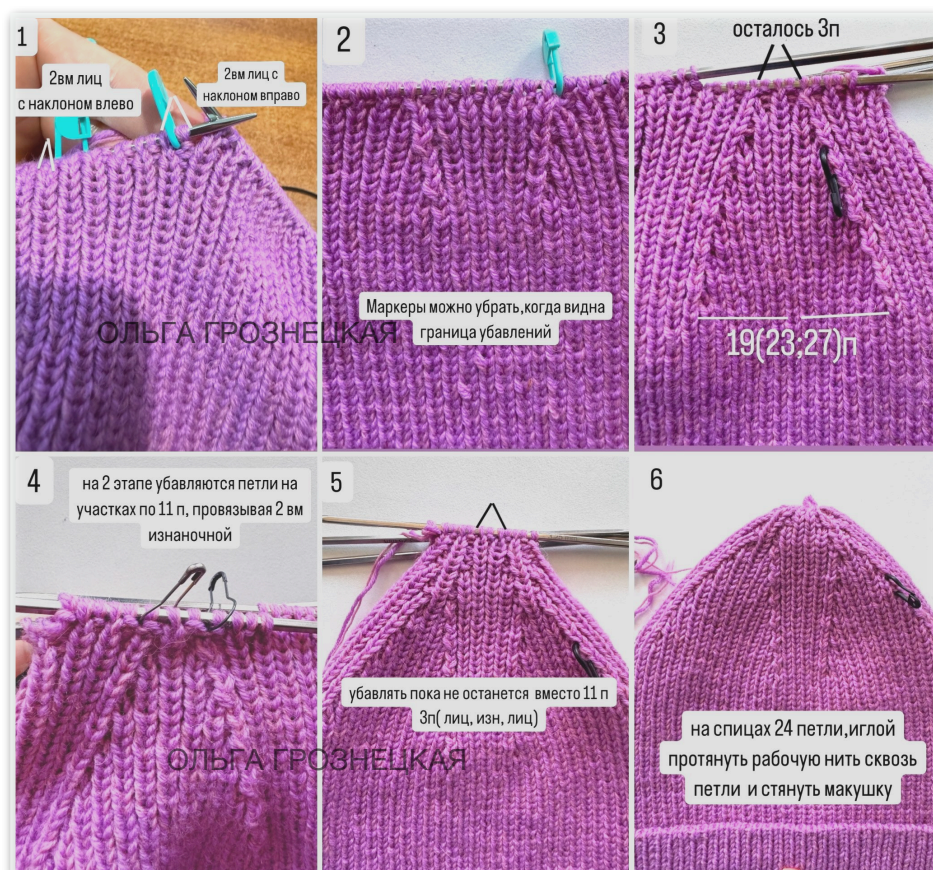 1
2вм лиц
с наклоном влево
2вм лиц с
наклоном вправо
2
Маркеры можно убрать,когда видна
граница убавлений
3
осталось 3п
19(23;27)п
ОЛЬГА ГРОЗНЕЦКАЯ
4
на 2 этапе убавляются петли на
участках по 11 п, провязывая 2 вм
изнаночной
5
убавлять пока не останется вместо 11 п
3п( лиц, изн, лиц)
6
на спицах 24 петли,иглой
протянуть рабочую нить сквозь
петли и стянуть макушку
ОЛЬГА ГРОЗНЕЦКАЯ